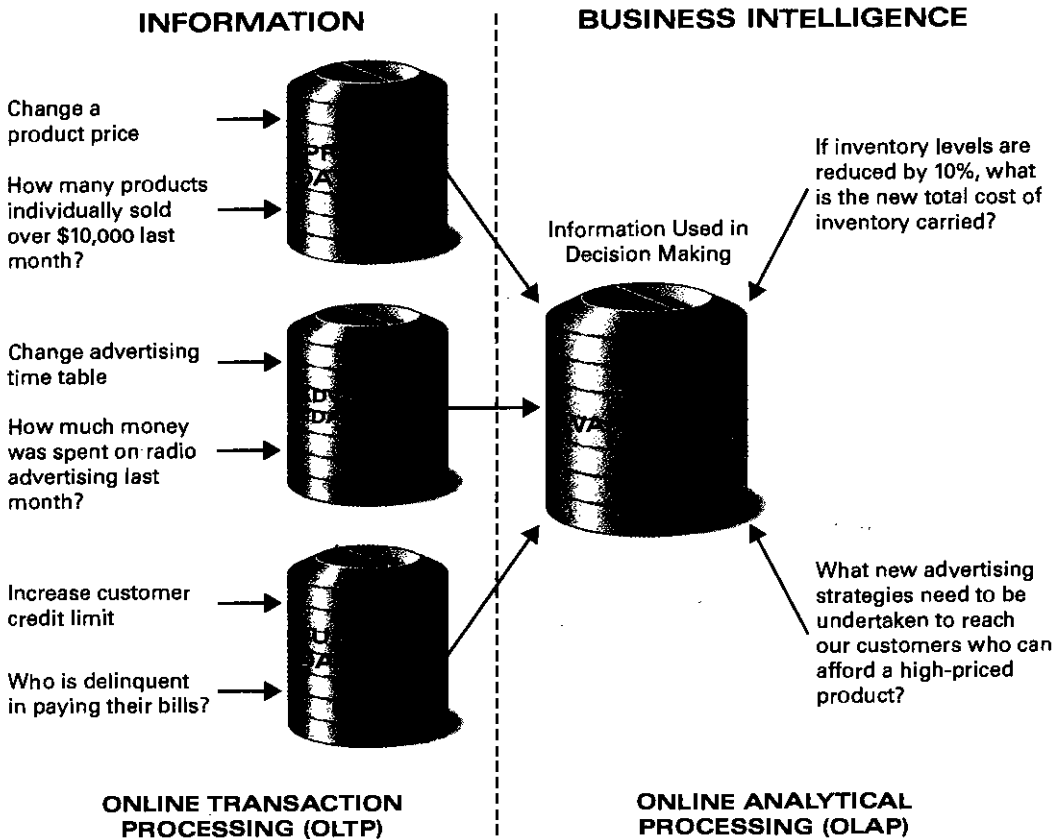 INFORMATION
BUSINESS INTELLIGENCE
Change a
product price
How many products
individually sold
over $10,000 last
month?
Change advertising
time table
How much money
was spent on radio
advertising last
month?
Increase customer
credit limit
Who is delinquent
in paying their bills?
Information Used in
Decision Making
If inventory levels are
reduced by 10%, what
is the new total cost of
inventory carried?
What new advertising
strategies need to be
undertaken to reach
our customers who can
afford a high-priced
product?
ONLINE TRANSACTION
PROCESSING (OLTP)
ONLINE ANALYTICAL
PROCESSING (OLAP)